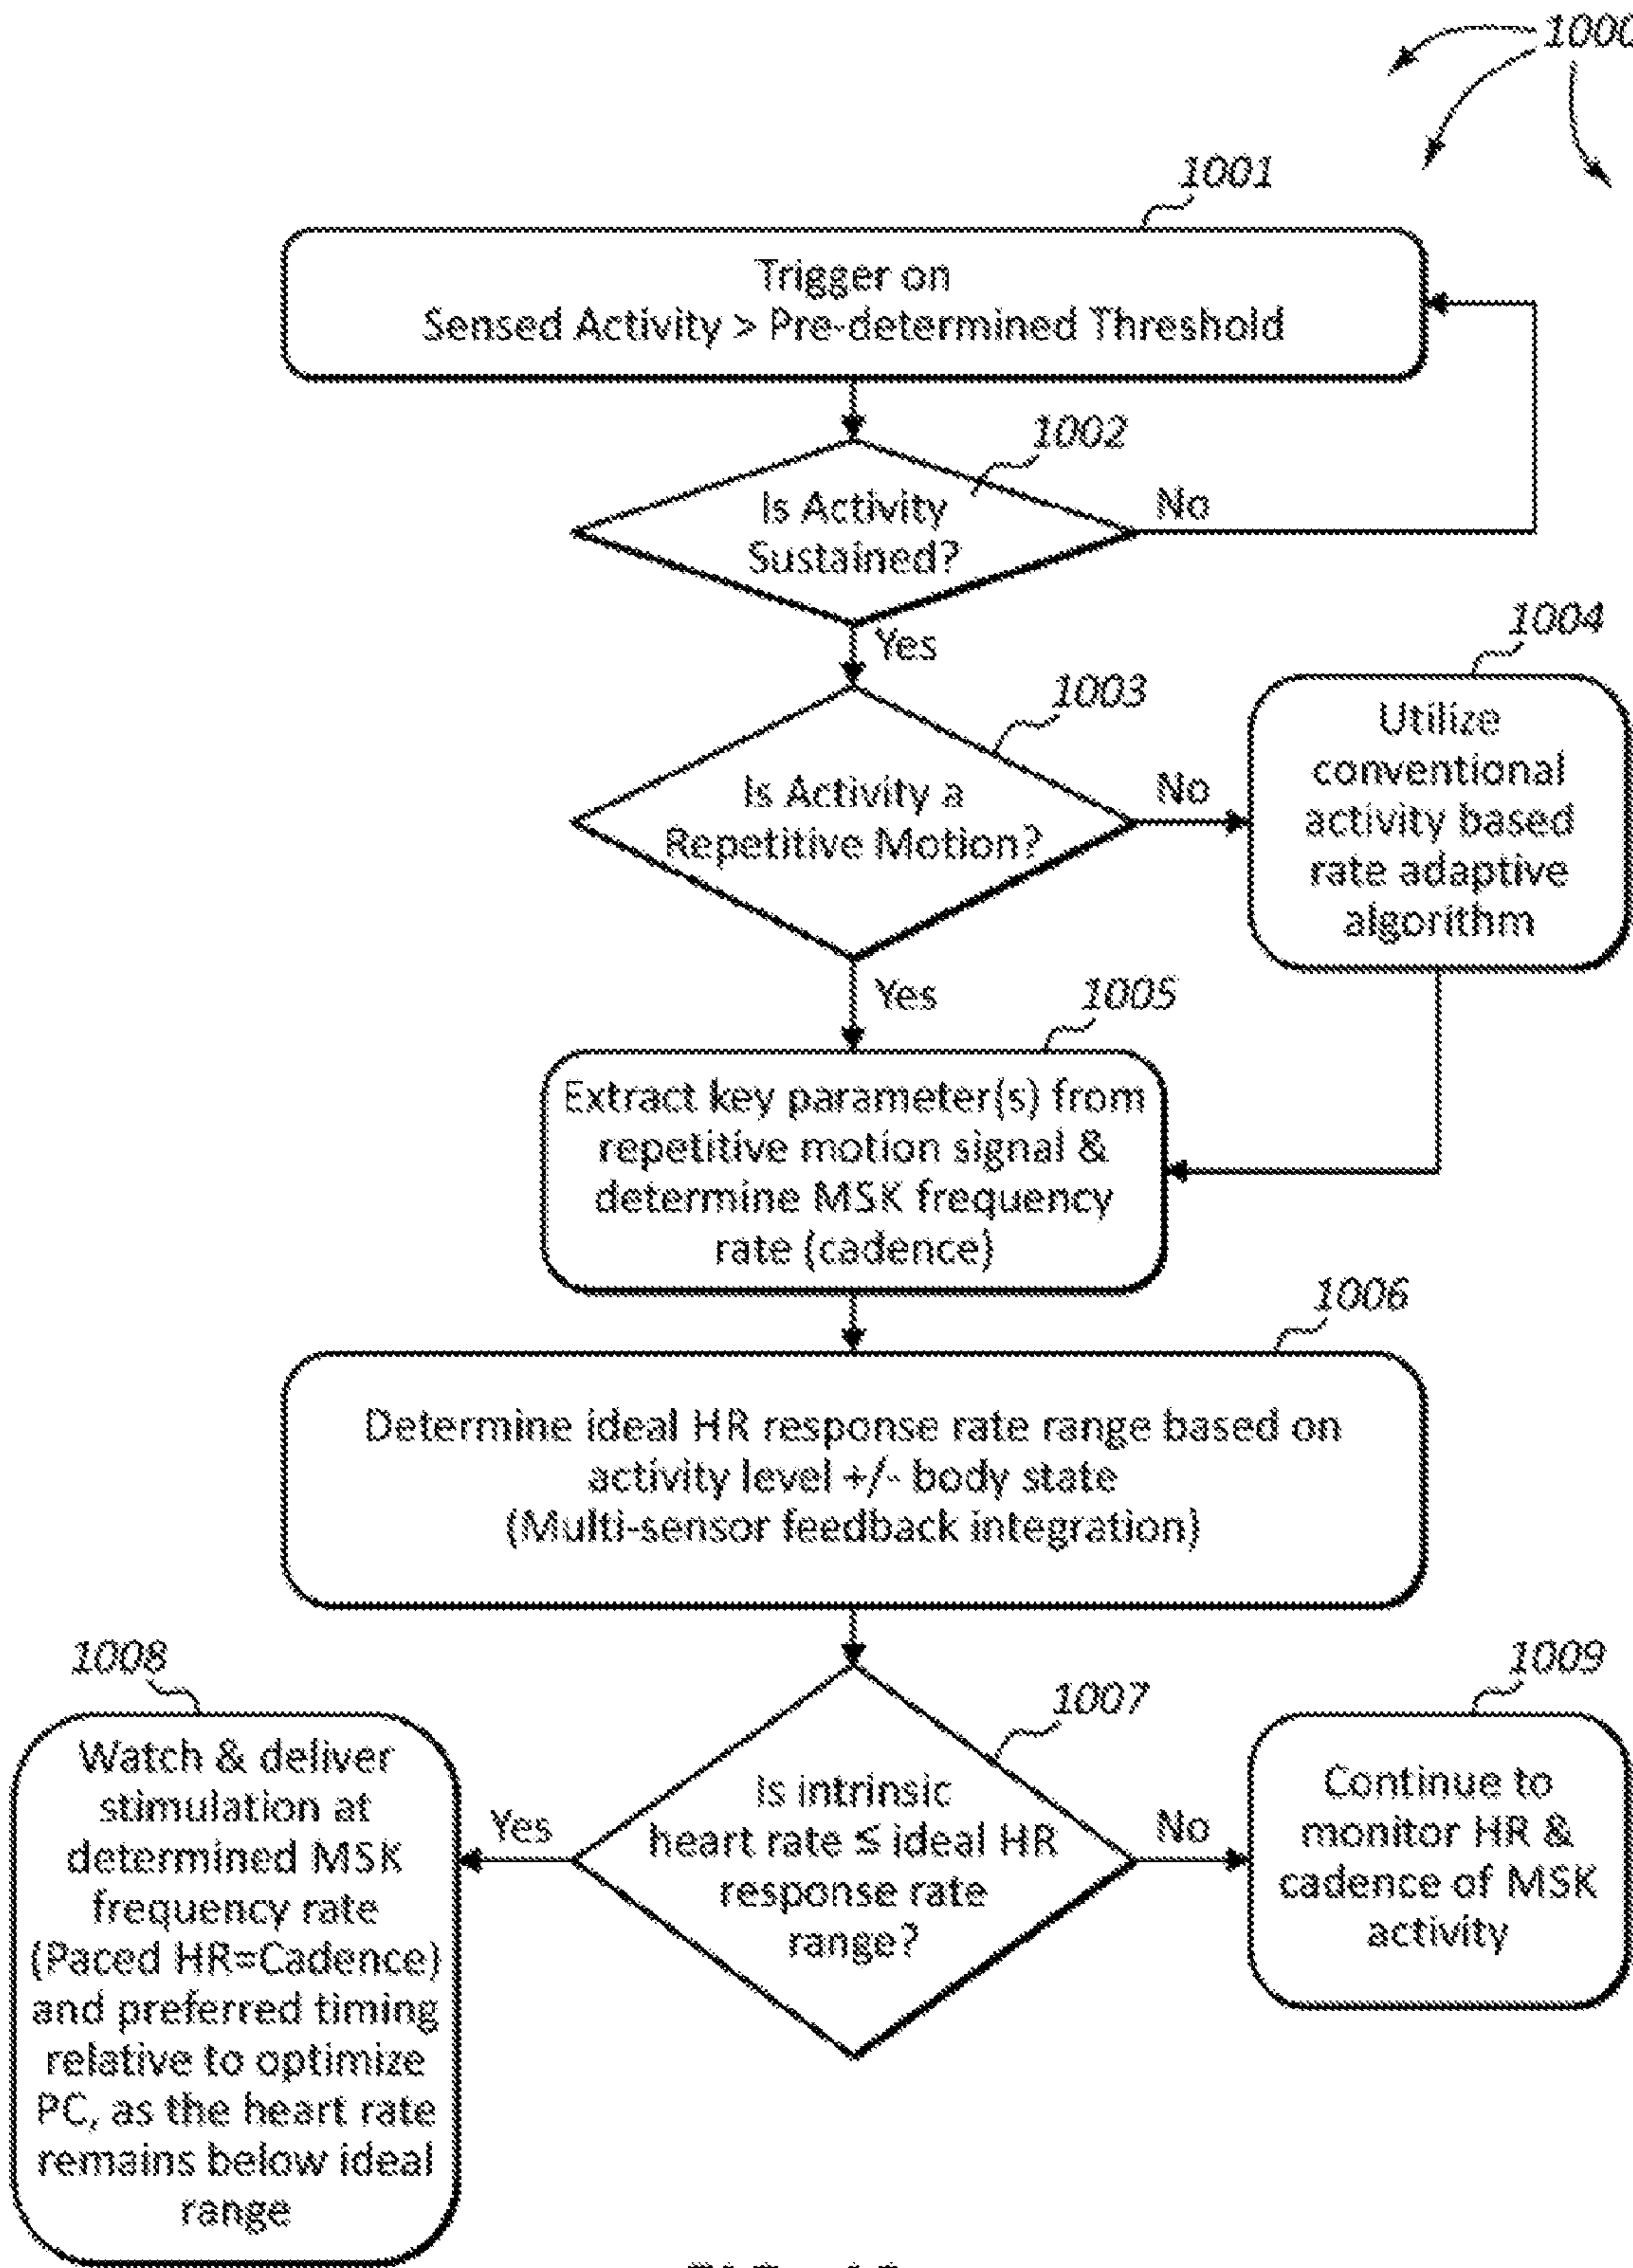 1000
1001
Trigger on
Sensed Activity > Pre-determined Threshold
1002
Is Activity
Sustained?
No
Yes
1003
Is Activity a
Repetitive Motion?
No
1004
Utilize
conventional
activity based
rate adaptive
algorithm
Yes
1005
Extract key parameter(s) from
repetitive motion signal &
determine MSK frequency
rate (cadence)
1006
Determine ideal HR response rate range based on
activity level +/- body state
(Multi-sensor feedback integration)
1007
Is intrinsic
heart rate ≤ ideal HR
response rate
range?
Yes
No
1008
Watch & deliver
stimulation at
determined MSK
frequency rate
(Paced HR=Cadence)
and preferred timing
relative to optimize
PC, as the heart rate
remains below ideal
range
1009
Continue to
monitor HR &
cadence of MSK
activity